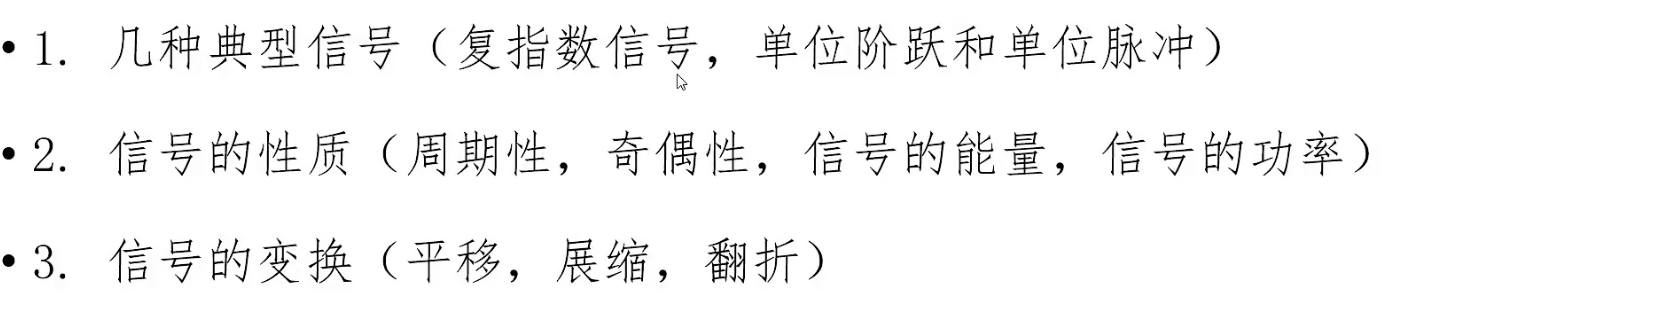 • 1. 几种典型信号（复指数信号，单位阶跃和单位脉冲）
• 2. 信号的性质（周期性，奇偶性，信号的能量，信号的功率）
• 3. 信号的变换（平移，展缩，翻折）